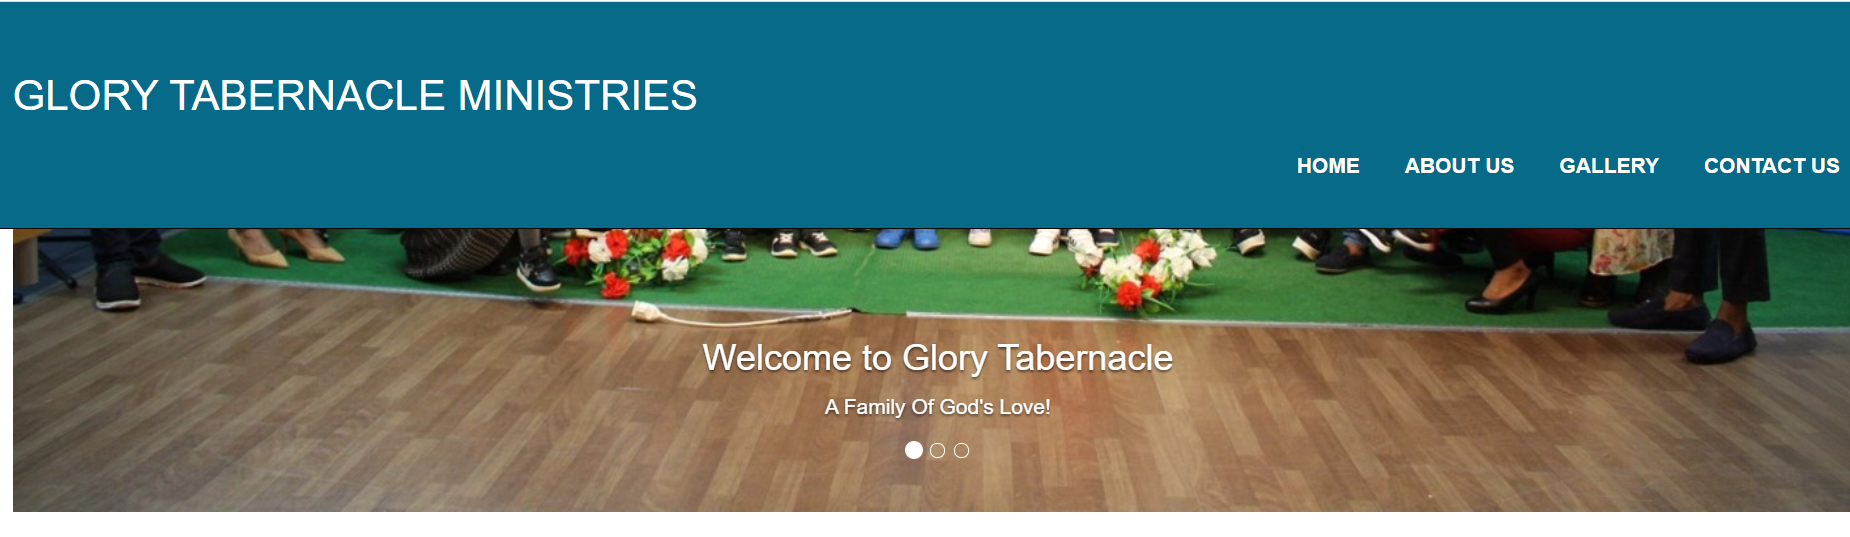 GLORY TABERNACLE MINISTRIES
HOME ABOUT US GALLERY CONTACT US
Welcome to Glory Tabernacle
A Family Of God's Love!